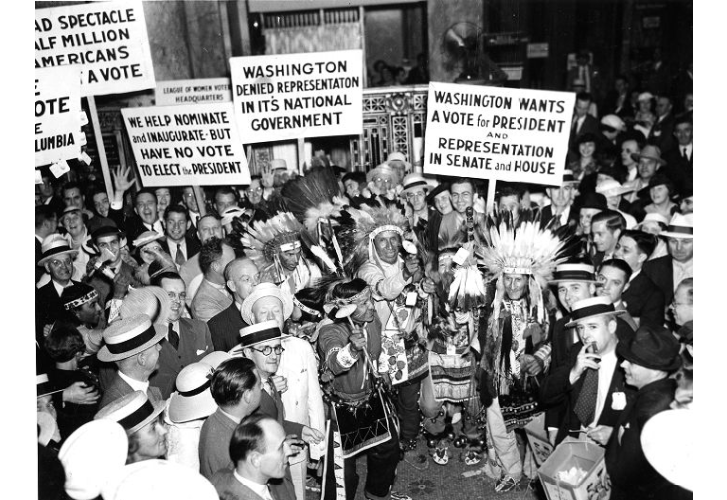 AD SPECTACLE
ALF MILLION
AMERICANS
A VOTE
VOTE
LUMBIA
LEAGUE OF WOMEN VOTERS
HEADQUARTERS
WE HELP NOMINATE
and INAUGURATE - BUT
HAVE NO VOTE
TO ELECT the PRESIDENT
WASHINGTON
DENIED REPRESENTATION
IN IT'S NATIONAL
GOVERNMENT
WASHINGTON WANTS
A VOTE for PRESIDENT
AND
REPRESENTATION
IN SENATE and HOUSE